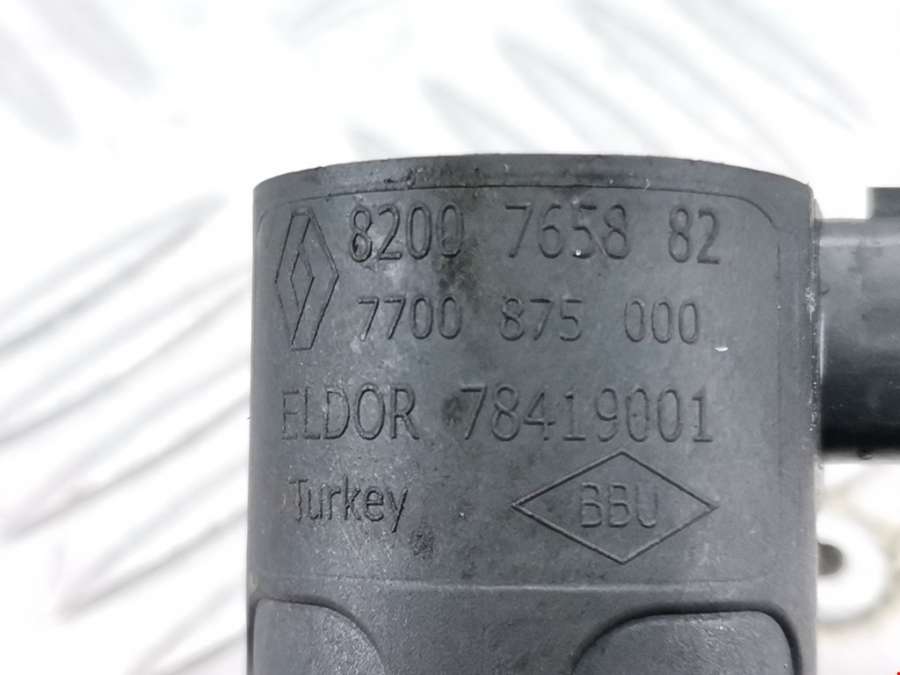 8200 7658 82
7700 875 000
ELDOR 78419001
Turkey
BBU